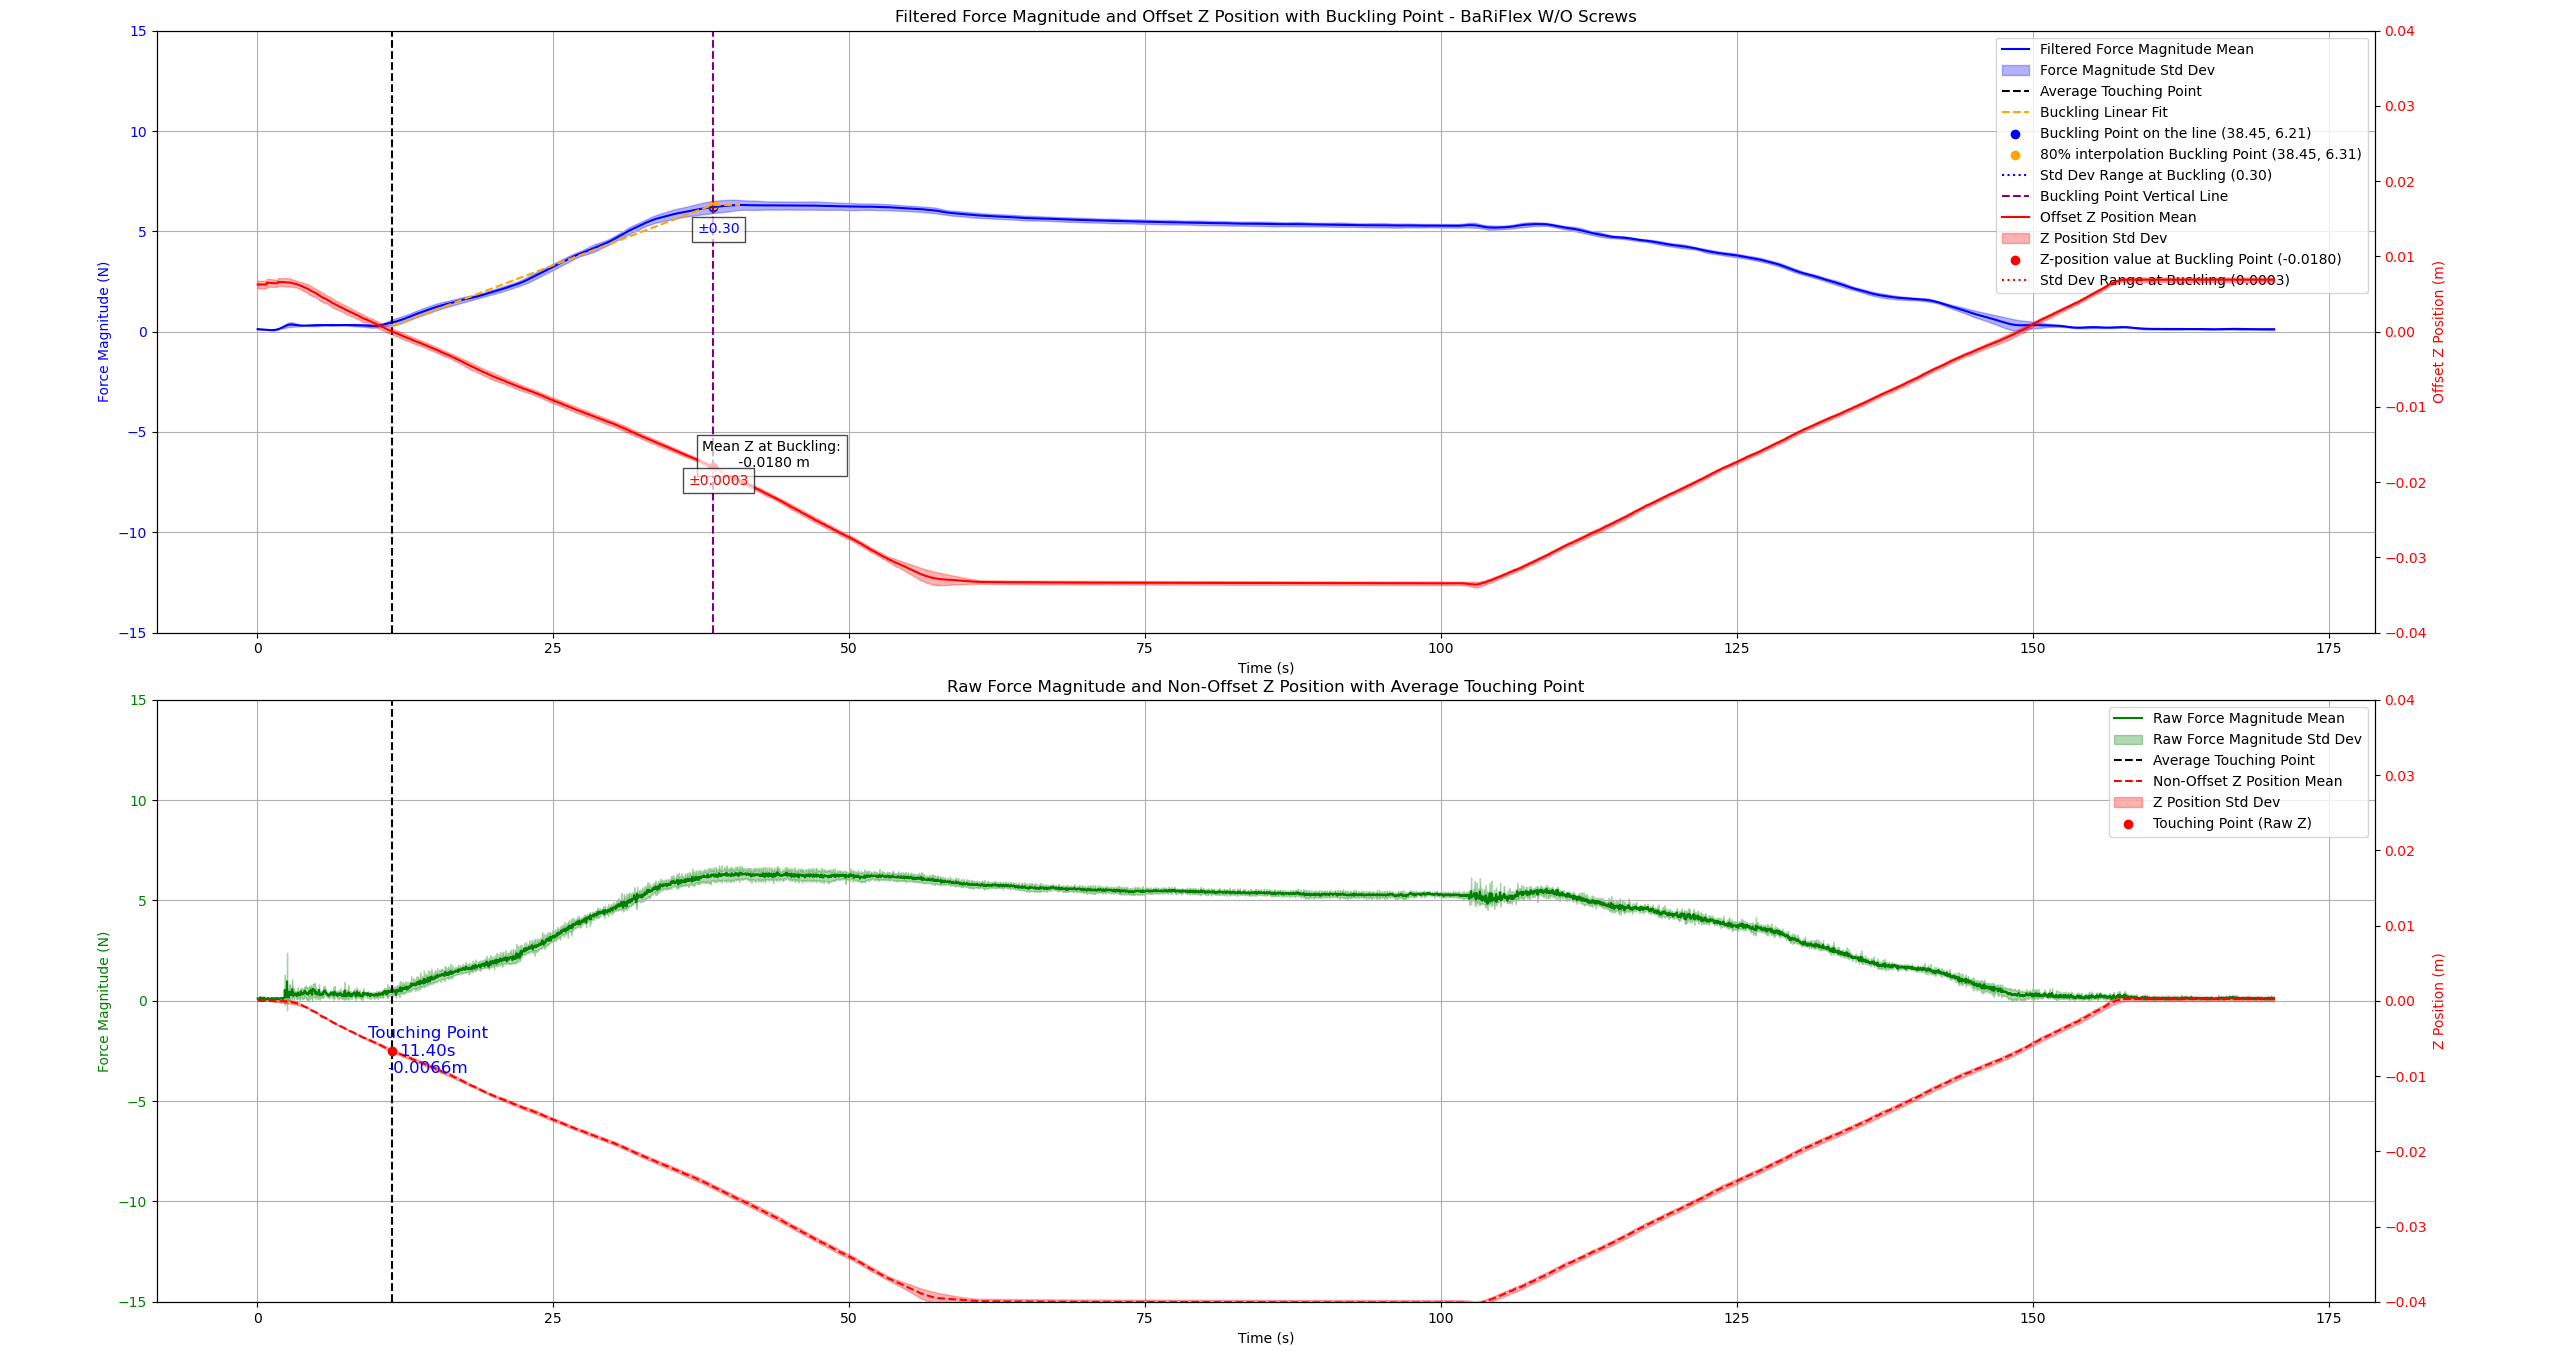 Filtered Force Magnitude and Offset Z Position with Buckling Point - BaRiFlex W/O Screws
15
10
5
0
−5
−10
−15
Force Magnitude (N)
0.04
0.03
0.02
0.01
0.00
−0.01
−0.02
−0.03
−0.04
Offset Z Position (m)
Filtered Force Magnitude Mean
Force Magnitude Std Dev
Average Touching Point
Buckling Linear Fit
Buckling Point on the line (38.45, 6.21)
80% interpolation Buckling Point (38.45, 6.31)
Std Dev Range at Buckling (0.30)
Buckling Point Vertical Line
Offset Z Position Mean
Z Position Std Dev
Z-position value at Buckling Point (-0.0180)
Std Dev Range at Buckling (0.0003)
±0.30
Mean Z at Buckling:
-0.0180 m
±0.0003
0 25 50 75 100 125 150 175
Time (s)
Raw Force Magnitude and Non-Offset Z Position with Average Touching Point
15
10
5
0
−5
−10
−15
Force Magnitude (N)
0.04
0.03
0.02
0.01
0.00
−0.01
−0.02
−0.03
−0.04
Z Position (m)
Raw Force Magnitude Mean
Raw Force Magnitude Std Dev
Average Touching Point
Non-Offset Z Position Mean
Z Position Std Dev
Touching Point (Raw Z)
Touching Point
11.40s
-0.0066m
0 25 50 75 100 125 150 175
Time (s)